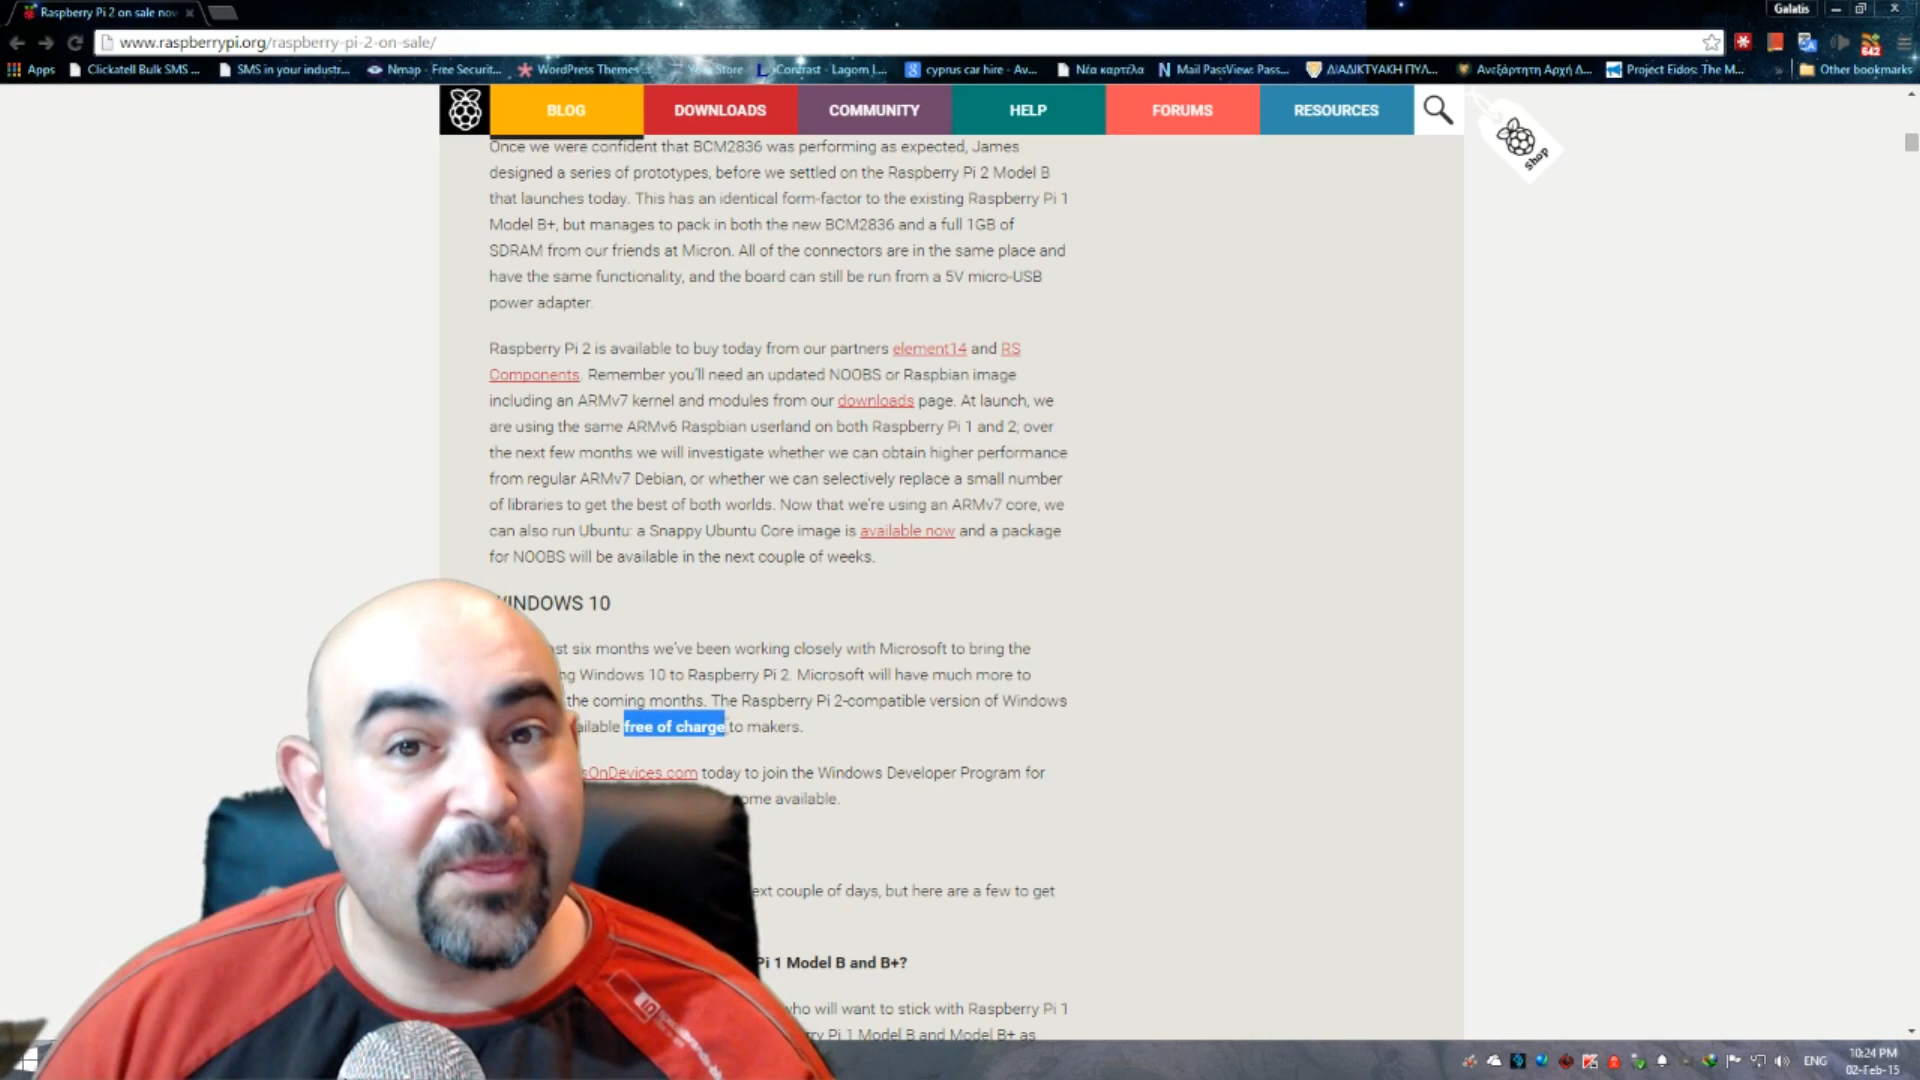 Raspberry Pi 2 on sale now
Galatis
www.raspberrypi.org/raspberry-pi-2-on-sale/
Apps Clickatell Bulk SMS ... SMS in your industr... Nmap - Free Securit... WordPress Themes ... Store Contrast - Lagom L... cyprus car hire - Av... Νέα καρτέλα Mail PassView: Pass... ΔΙΑΔΙΚΤΥΑΚΗ ΠΥΛ... Ανεξάρτητη Αρχή Δ... Project Eidos: The M... Other bookmarks
642
BLOG DOWNLOADS COMMUNITY HELP FORUMS RESOURCES
shop
Once we were confident that BCM2836 was performing as expected, James
designed a series of prototypes, before we settled on the Raspberry Pi 2 Model B
that launches today. This has an identical form-factor to the existing Raspberry Pi 1
Model B+, but manages to pack in both the new BCM2836 and a full 1GB of
SDRAM from our friends at Micron. All of the connectors are in the same place and
have the same functionality, and the board can still be run from a 5V micro-USB
power adapter.
Raspberry Pi 2 is available to buy today from our partners element14 and RS
Components. Remember you'll need an updated NOOBS or Raspbian image
including an ARMv7 kernel and modules from our downloads page. At launch, we
are using the same ARMv6 Raspbian userland on both Raspberry Pi 1 and 2; over
the next few months we will investigate whether we can obtain higher performance
from regular ARMv7 Debian, or whether we can selectively replace a small number
of libraries to get the best of both worlds. Now that we're using an ARMv7 core, we
can also run Ubuntu: a Snappy Ubuntu Core image is available now and a package
for NOOBS will be available in the next couple of weeks.
WINDOWS 10
st six months we've been working closely with Microsoft to bring the
ng Windows 10 to Raspberry Pi 2. Microsoft will have much more to
the coming months. The Raspberry Pi 2-compatible version of Windows
ailable free of charge to makers.
sOnDevices.com today to join the Windows Developer Program for
ome available.
ext couple of days, but here are a few to get
Pi 1 Model B and B+?
who will want to stick with Raspberry Pi 1
rry Pi 1 Model B and Model B+ as
ENG
10:24 PM
02-Feb-15